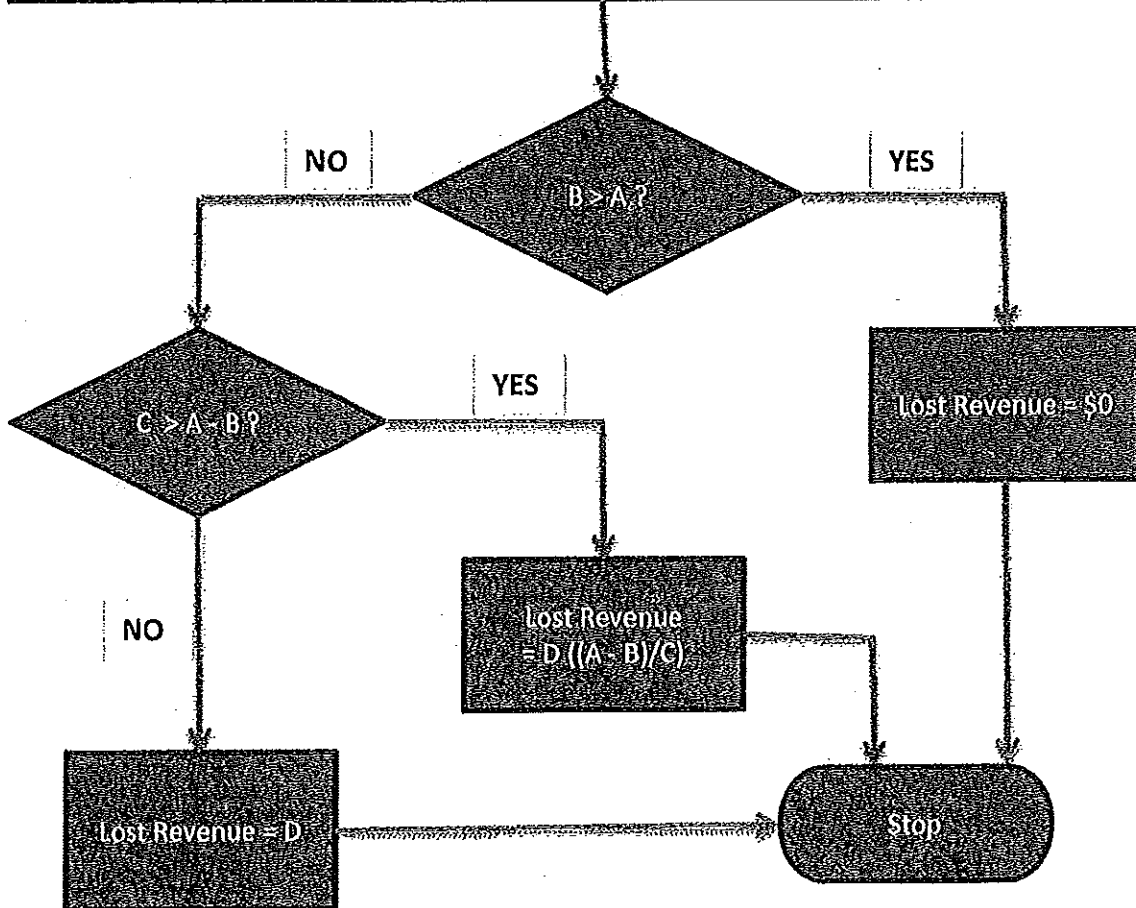 NO
B > A ?
YES
C > A - B ?
YES
Lost Revenue = $0
Lost Revenue
= D ((A - B)/C)
NO
Lost Revenue = D
Stop